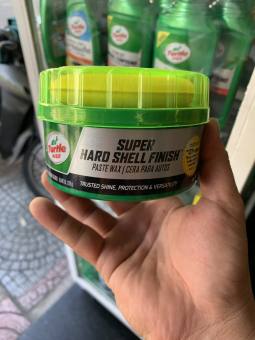 Turtle
WAX
SUPER
HARD SHELL FINISH
PASTE WAX | CERA PARA AUTOS
TRUSTED SHINE, PROTECTION & VERSATILITY